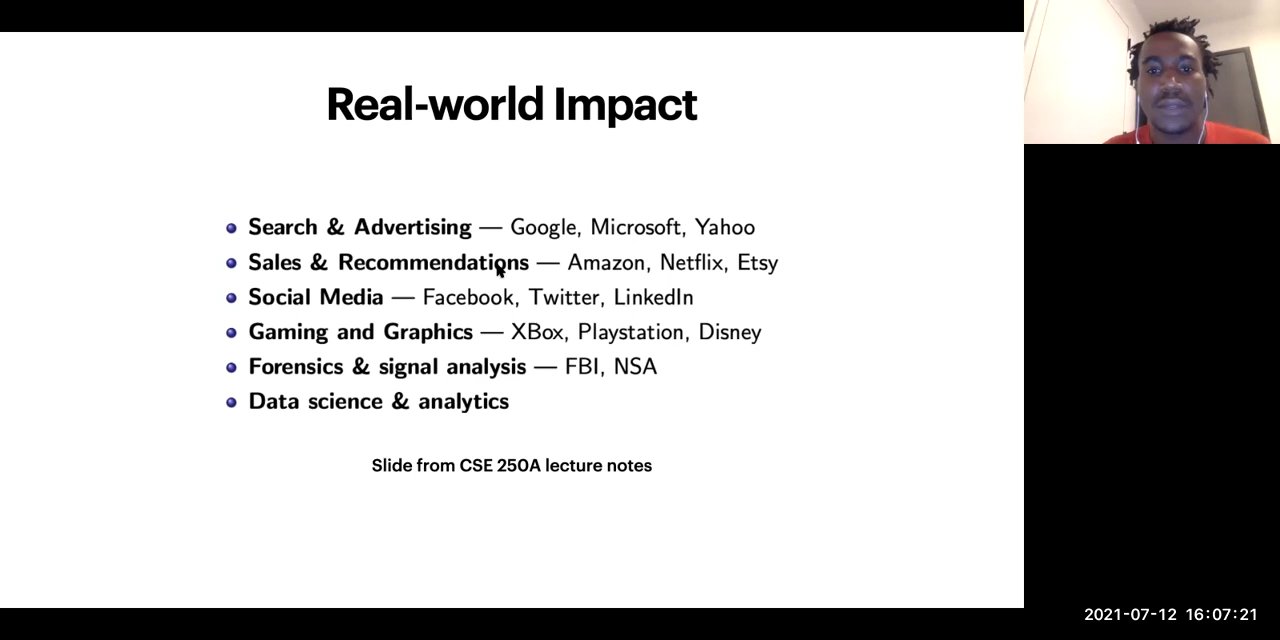 Real-world Impact
Search & Advertising — Google, Microsoft, Yahoo
Sales & Recommendations — Amazon, Netflix, Etsy
Social Media — Facebook, Twitter, LinkedIn
Gaming and Graphics — XBox, Playstation, Disney
Forensics & signal analysis — FBI, NSA
Data science & analytics
Slide from CSE 250A lecture notes
2021-07-12 16:07:21